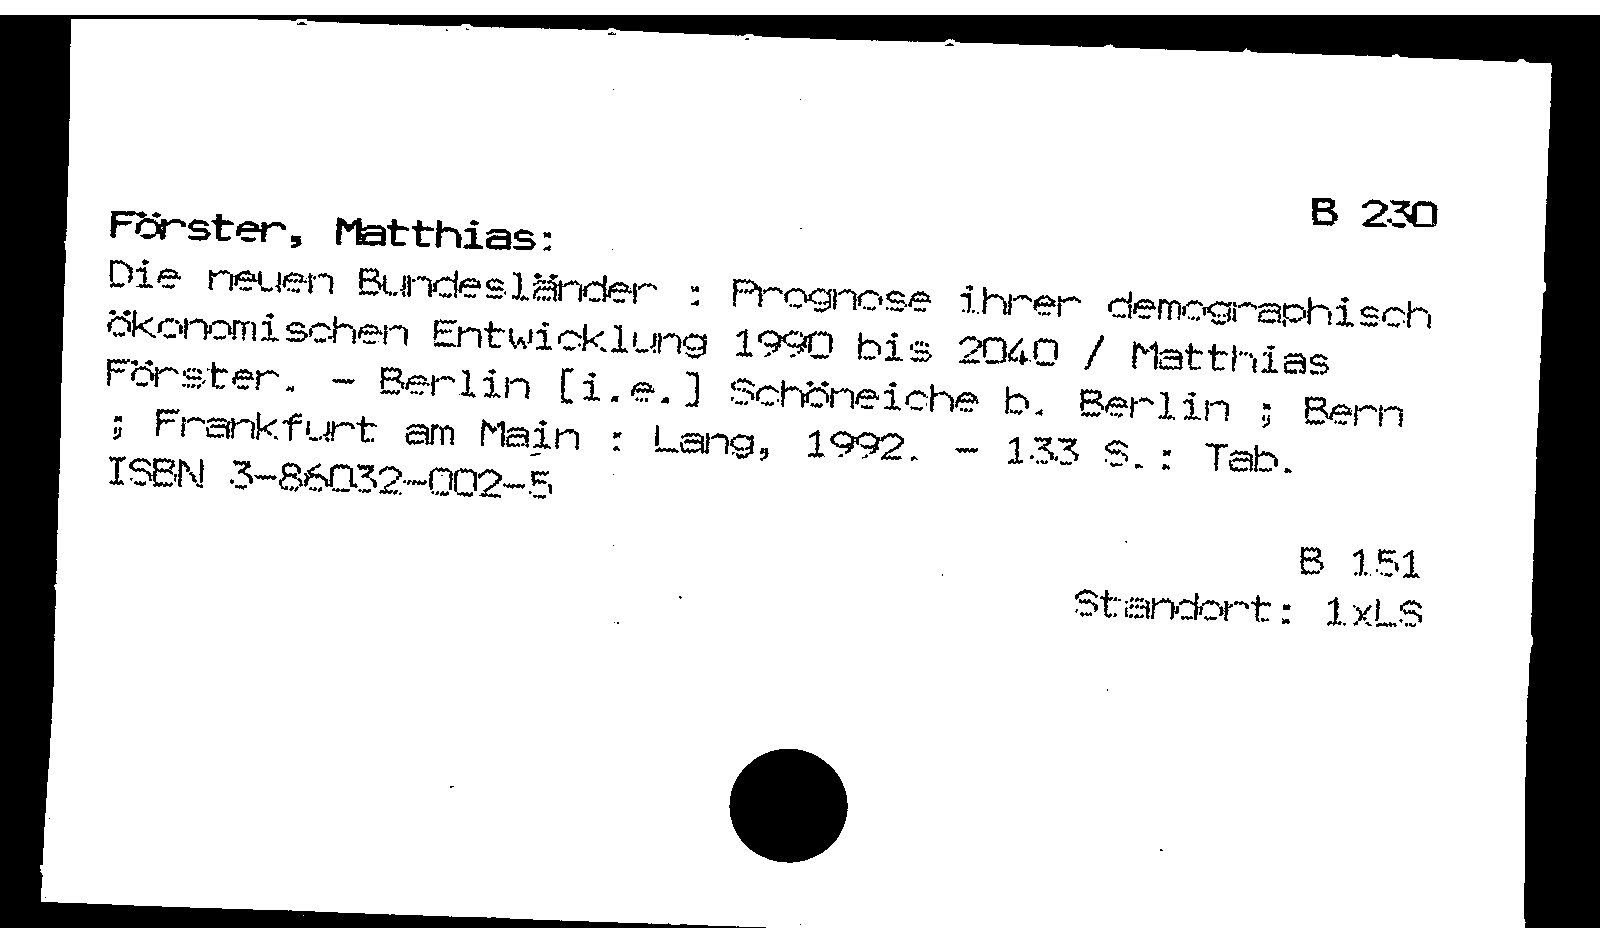 B 230
Förster, Matthias:
Die neuen Bundesländer : Prognose ihrer demographisch
ökonomischen Entwicklung 1990 bis 2040 / Matthias
Förster. - Berlin [i.e.] Schöneiche b. Berlin ; Bern
; Frankfurt am Main : Lang, 1992. - 133 S.: Tab.
ISBN 3-86032-002-5
B 151
Standort: 1xLS